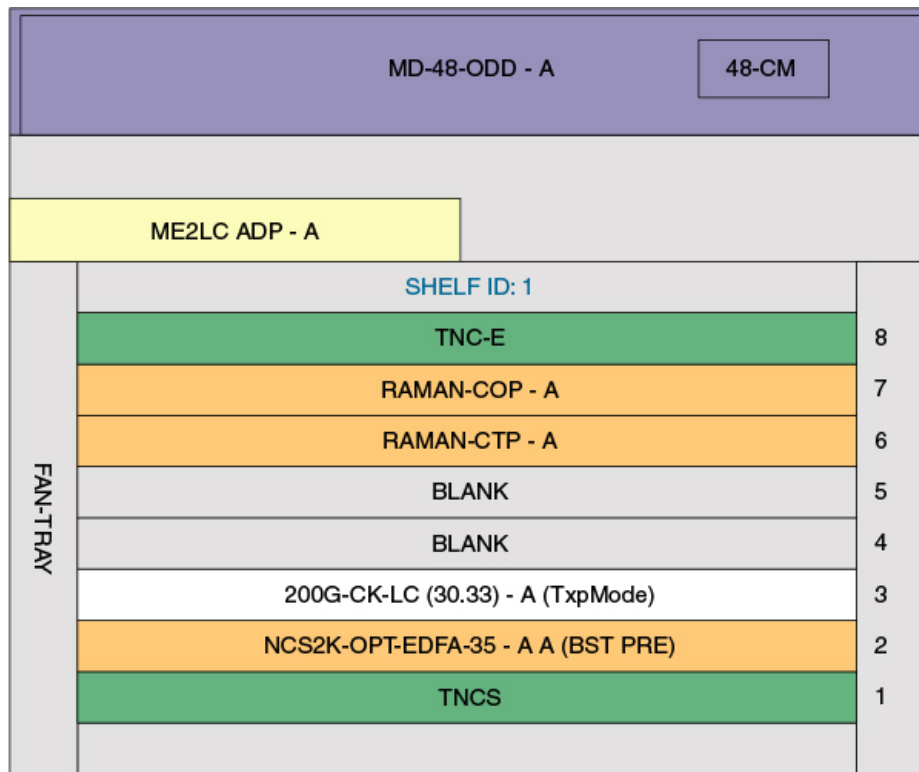 MD-48-ODD - A
48-CM
ME2LC ADP - A
SHELF ID: 1
TNC-E
8
RAMAN-COP - A
7
RAMAN-CTP - A
6
BLANK
5
BLANK
4
200G-CK-LC (30.33) - A (TxpMode)
3
NCS2K-OPT-EDFA-35 - A A (BST PRE)
2
TNCS
1
FAN-TRAY